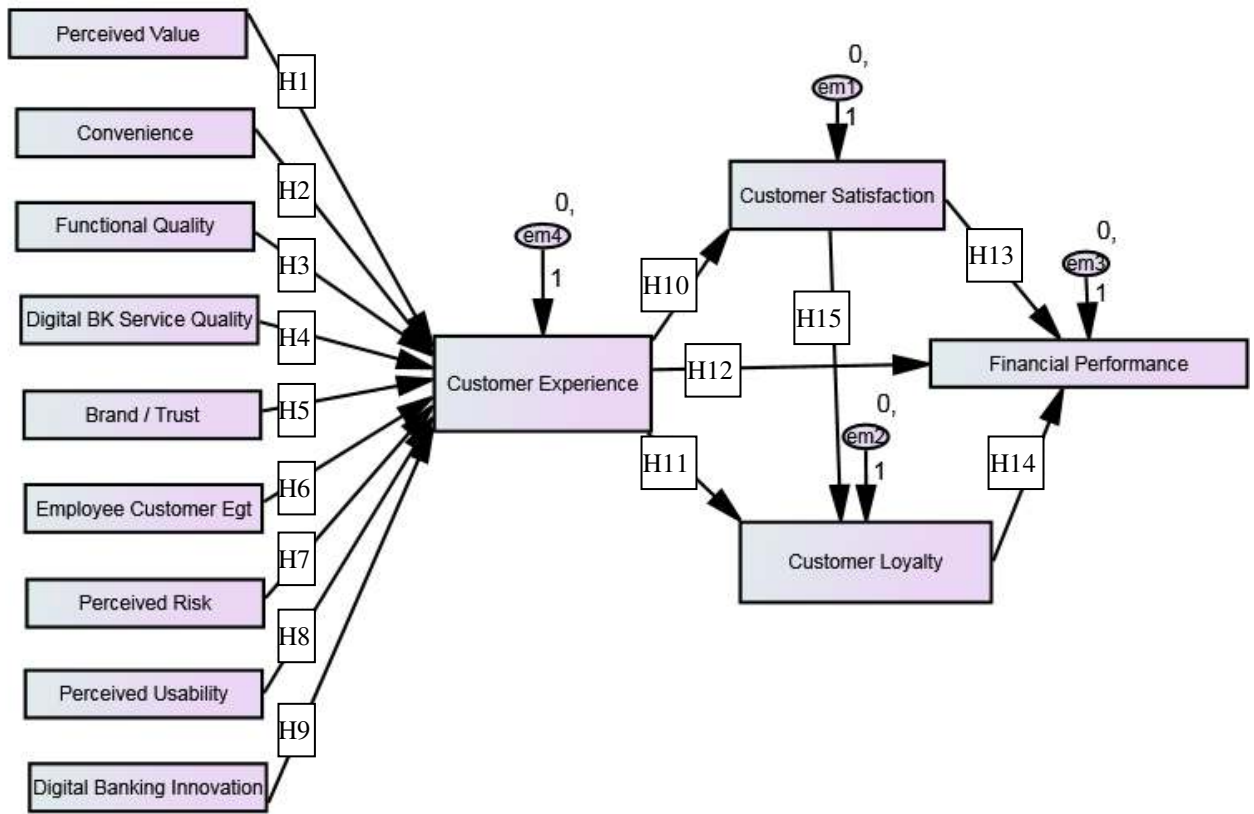 Perceived Value
H1
Convenience
H2
Functional Quality
H3
Digital BK Service Quality
H4
Brand / Trust
H5
Employee Customer Egt
H6
Perceived Risk
H7
Perceived Usability
H8
Digital Banking Innovation
H9
0,
em4
1
Customer Experience
H10
H12
H11
0,
em1
1
Customer Satisfaction
H15
H13
0,
em3
1
Financial Performance
0,
em2
1
H14
Customer Loyalty